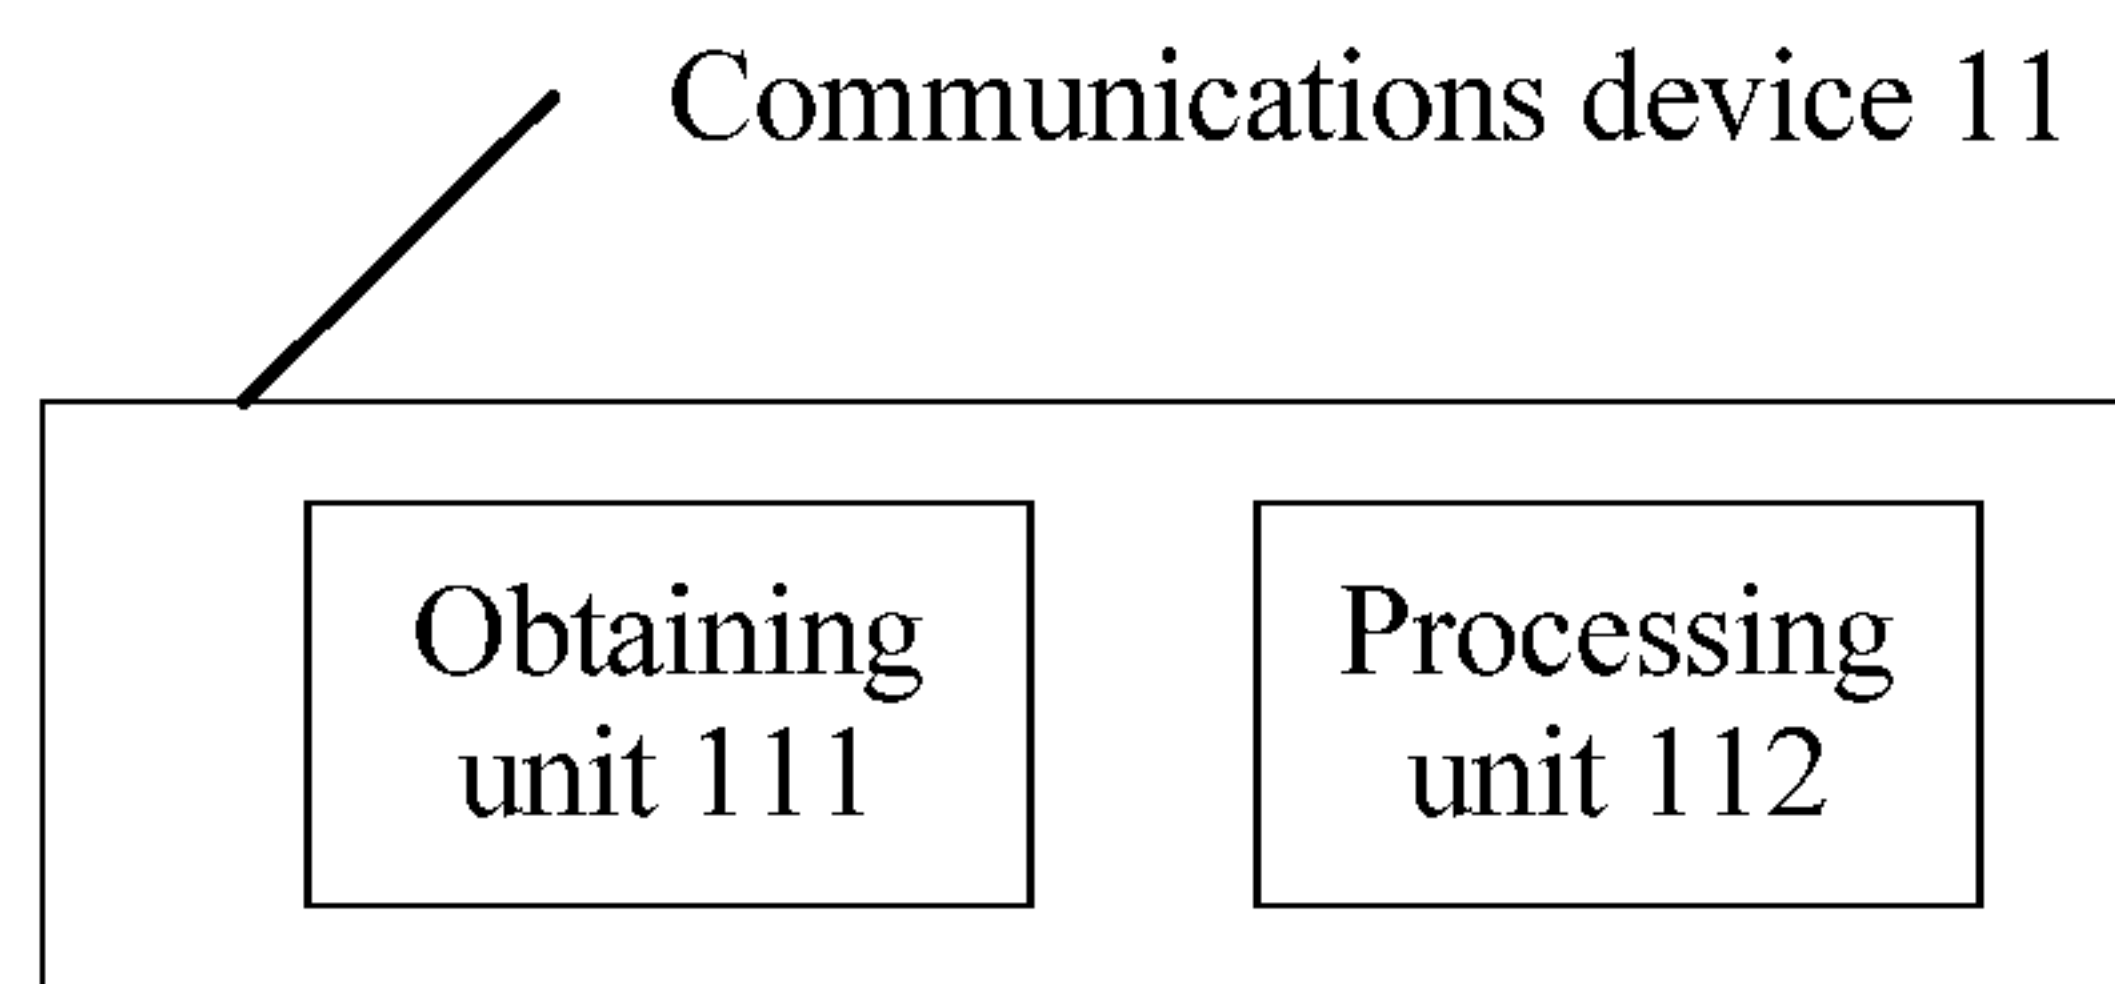 Communications device 11
Obtaining
unit 111
Processing
unit 112